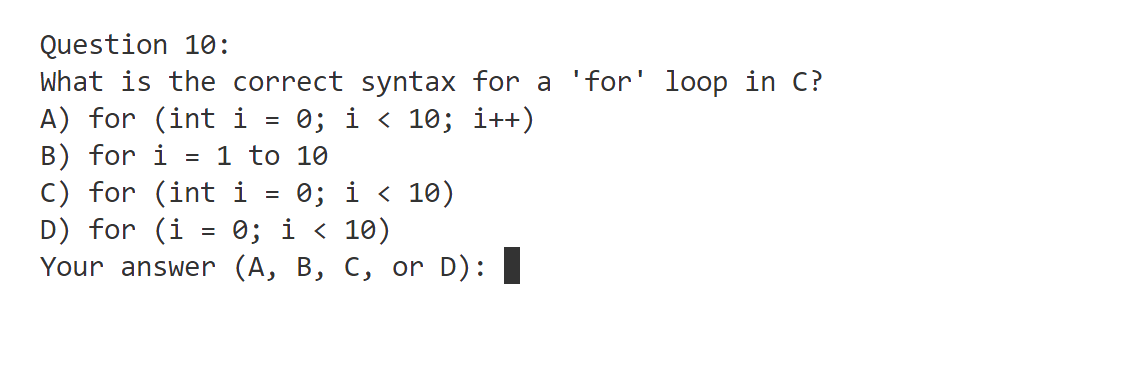 Question 10:
What is the correct syntax for a 'for' loop in C?
A) for (int i = 0; i < 10; i++)
B) for i = 1 to 10
C) for (int i = 0; i < 10)
D) for (i = 0; i < 10)
Your answer (A, B, C, or D):